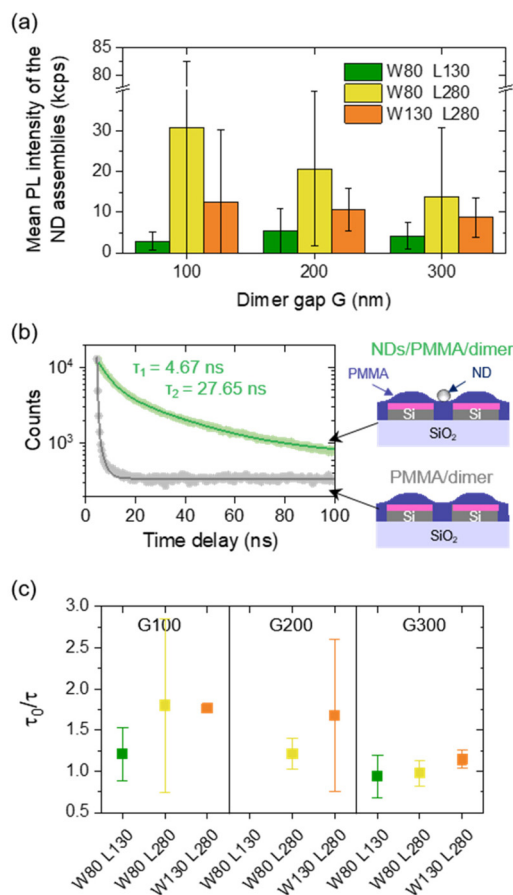 (a)
Mean PL intensity of the
ND assemblies (kcps)
85
80
30
20
10
0
W80 L130
W80 L280
W130 L280
100
200
300
Dimer gap G (nm)
(b)
Counts
10⁴
10³
τ₁ = 4.67 ns
τ₂ = 27.65 ns
0 20 40 60 80 100
Time delay (ns)
NDs/PMMA/dimer
PMMA
ND
Si
Si
SiO₂
PMMA/dimer
Si
Si
SiO₂
(c)
τ₀/τ
3.0
2.5
2.0
1.5
1.0
0.5
G100
G200
G300
W80 L130
W80 L280
W130 L280
W80 L130
W80 L280
W130 L280
W80 L130
W80 L280
W130 L280